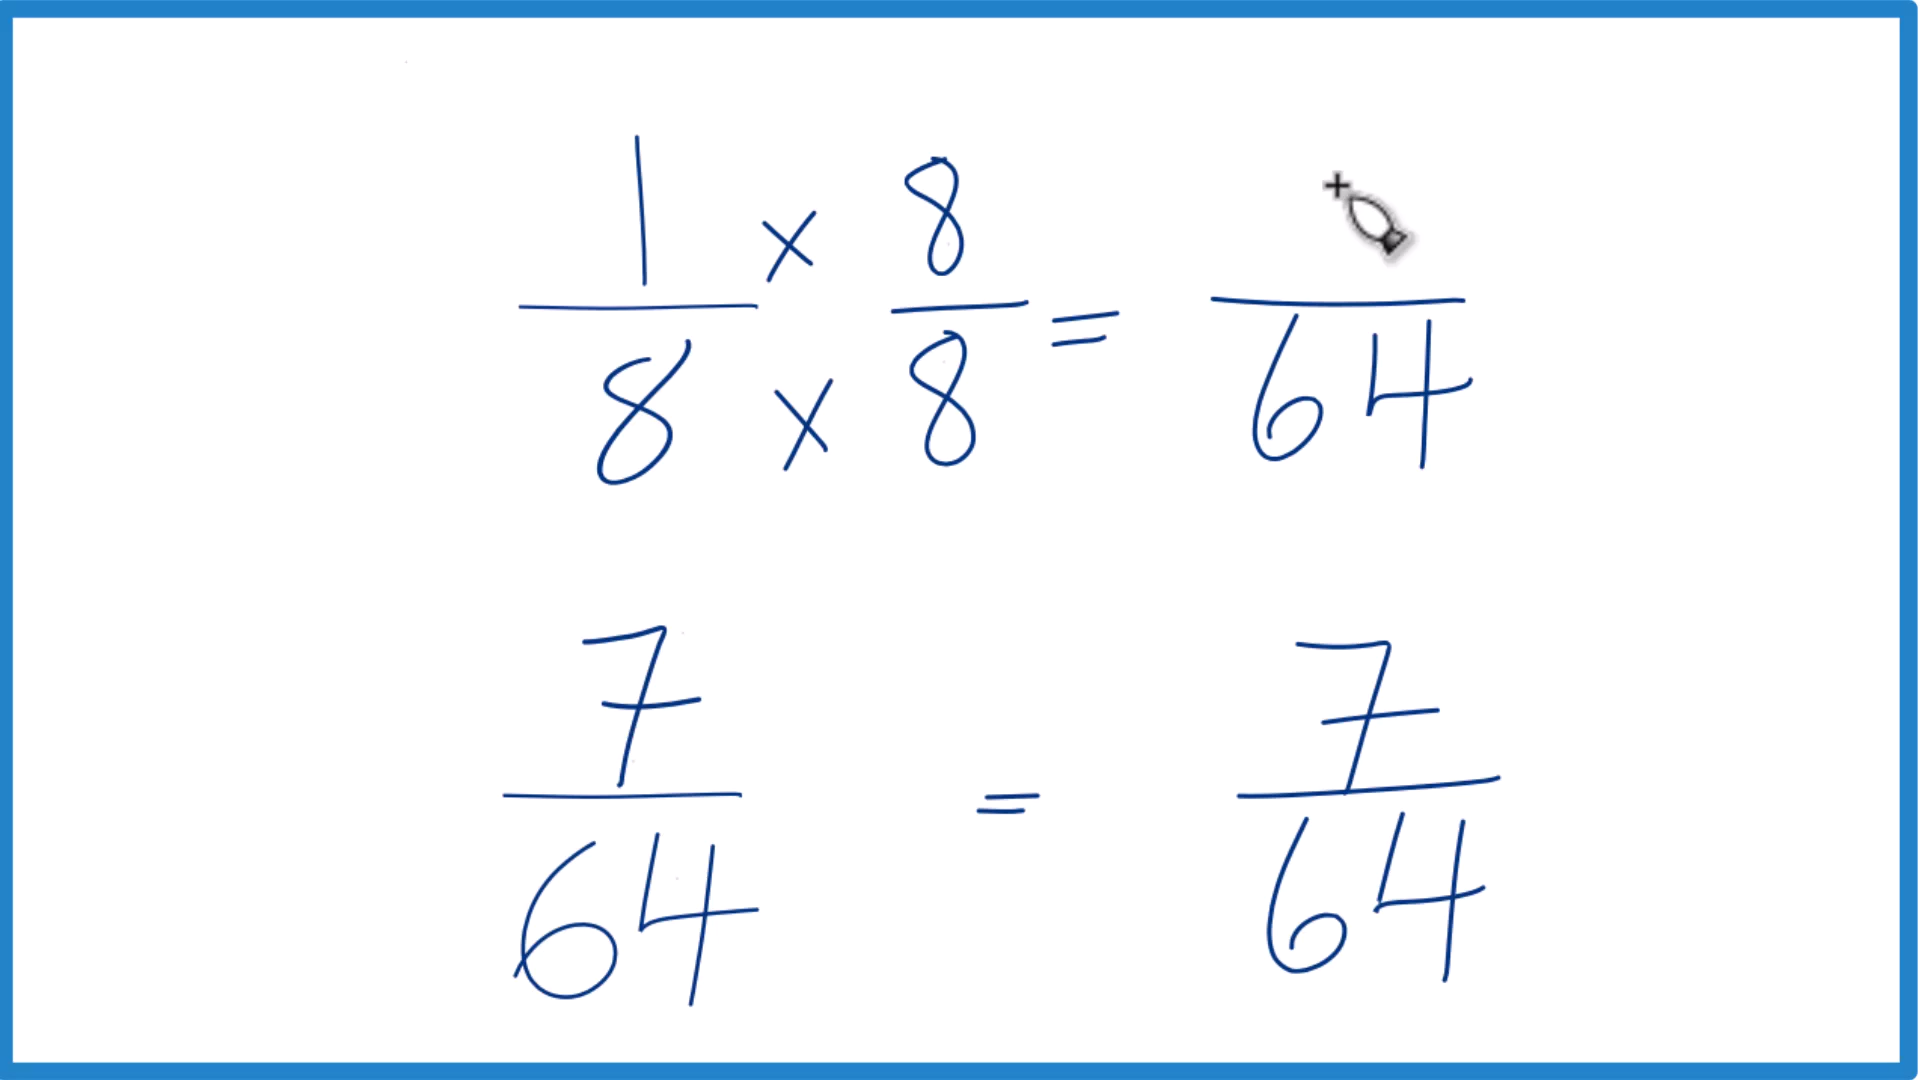 1 × 8 =
8 × 8 64
7 = 7
64 64